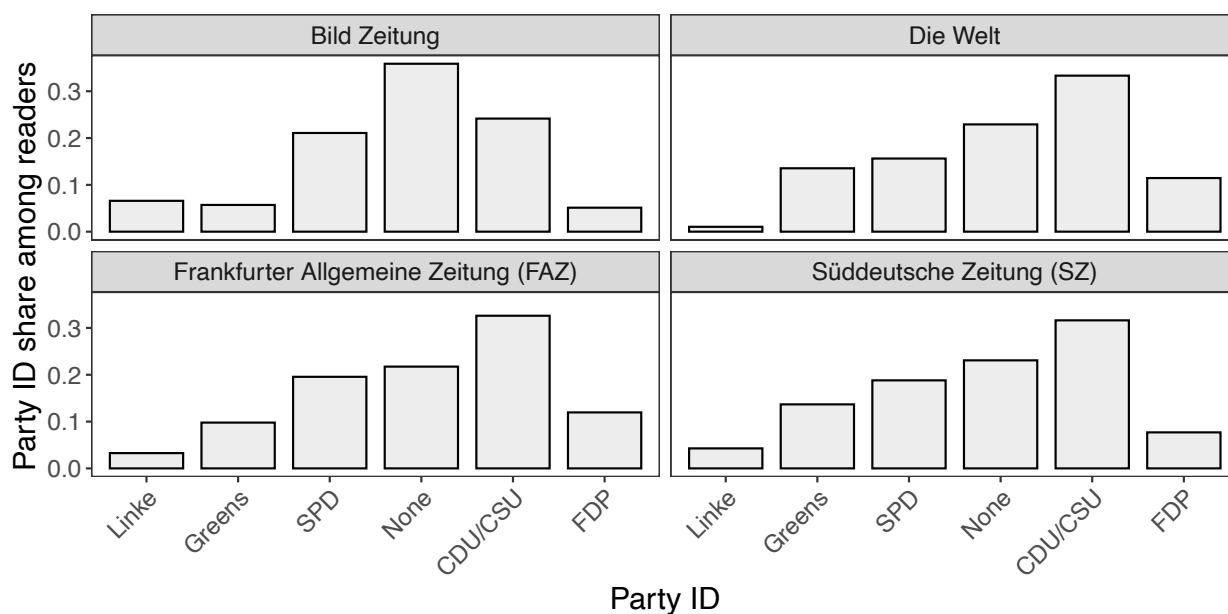 Bild Zeitung
Die Welt
Party ID share among readers
0.3
0.2
0.1
0.0
Frankfurter Allgemeine Zeitung (FAZ)
Süddeutsche Zeitung (SZ)
0.3
0.2
0.1
0.0
Linke
Greens
SPD
None
CDU/CSU
FDP
Linke
Greens
SPD
None
CDU/CSU
FDP
Party ID